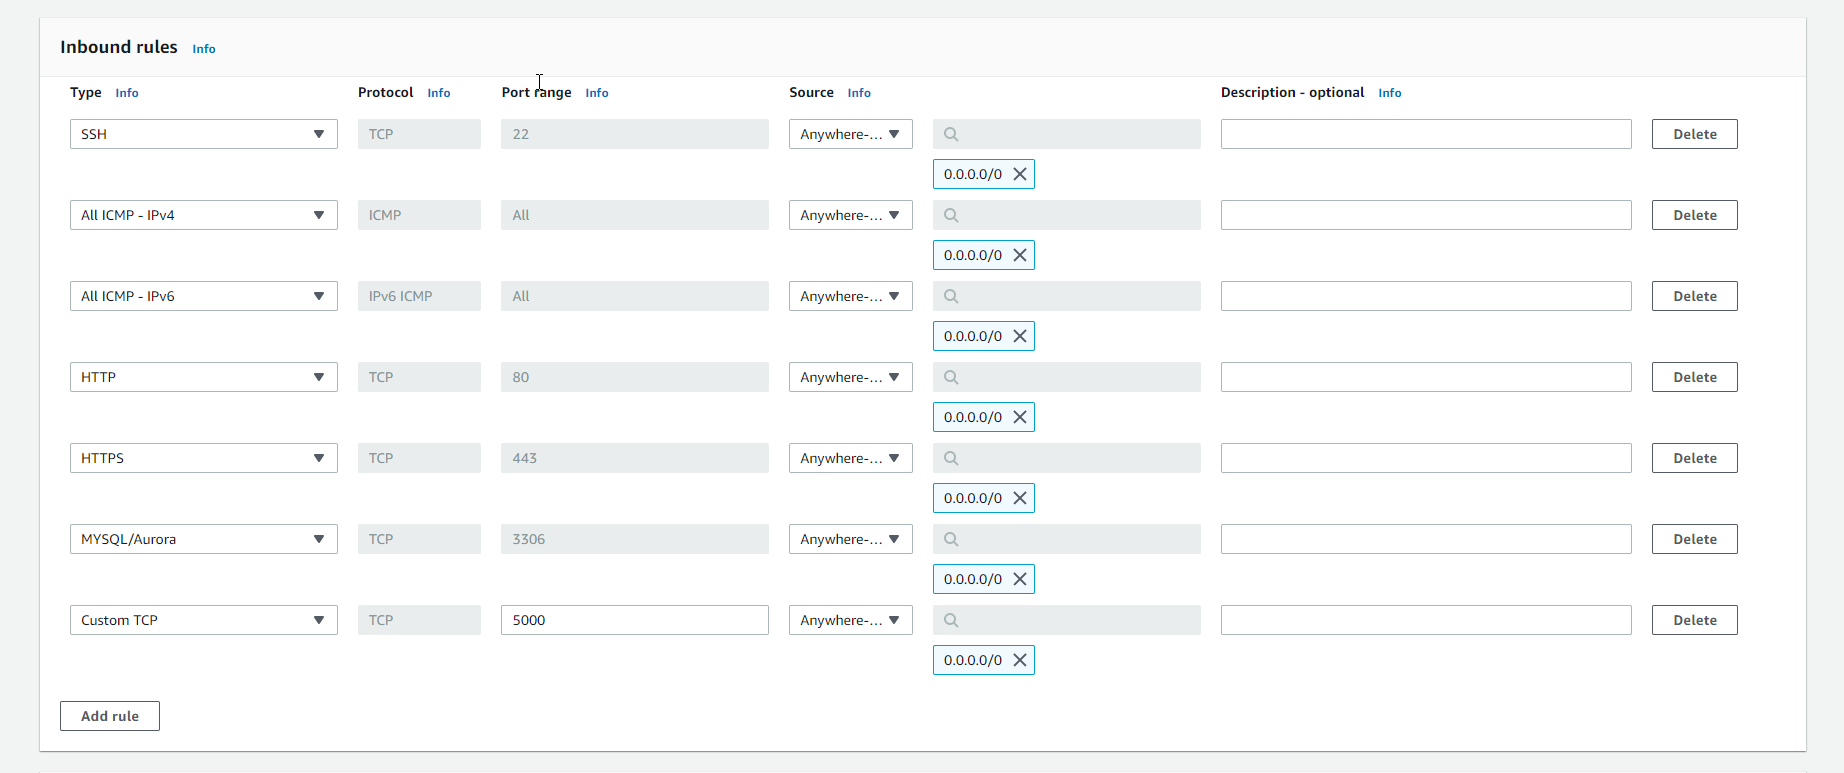 Inbound rules Info
Type Info Protocol Info Port range Info Source Info Description - optional Info
SSH TCP 22 Anywhere-... Delete
0.0.0.0/0
All ICMP - IPv4 ICMP All Anywhere-... Delete
0.0.0.0/0
All ICMP - IPv6 IPv6 ICMP All Anywhere-... Delete
0.0.0.0/0
HTTP TCP 80 Anywhere-... Delete
0.0.0.0/0
HTTPS TCP 443 Anywhere-... Delete
0.0.0.0/0
MYSQL/Aurora TCP 3306 Anywhere-... Delete
0.0.0.0/0
Custom TCP TCP 5000 Anywhere-... Delete
0.0.0.0/0
Add rule